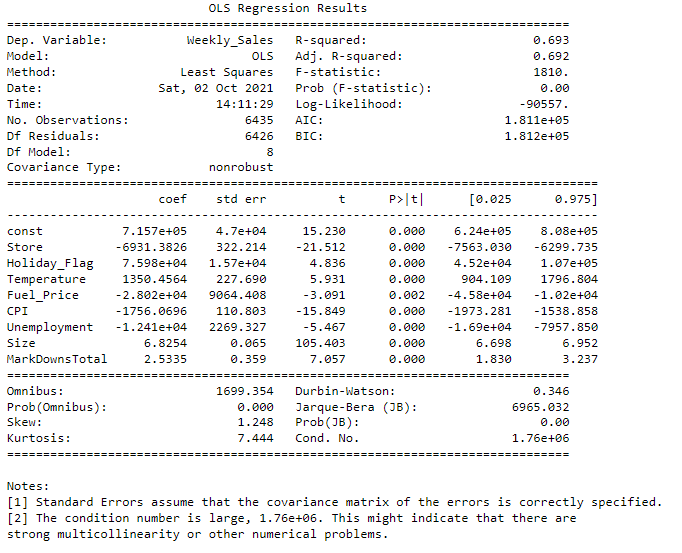 OLS Regression Results
==============================================================================
Dep. Variable: Weekly_Sales R-squared: 0.693
Model: OLS Adj. R-squared: 0.692
Method: Least Squares F-statistic: 1810.
Date: Sat, 02 Oct 2021 Prob (F-statistic): 0.00
Time: 14:11:29 Log-Likelihood: -90557.
No. Observations: 6435 AIC: 1.811e+05
Df Residuals: 6426 BIC: 1.812e+05
Df Model: 8
Covariance Type: nonrobust
==================================================================================
coef std err t P>|t| [0.025 0.975]
----------------------------------------------------------------------------------
const 7.157e+05 4.7e+04 15.230 0.000 6.24e+05 8.08e+05
Store -6931.3826 322.214 -21.512 0.000 -7563.030 -6299.735
Holiday_Flag 7.598e+04 1.57e+04 4.836 0.000 4.52e+04 1.07e+05
Temperature 1350.4564 227.690 5.931 0.000 904.109 1796.804
Fuel_Price -2.802e+04 9064.408 -3.091 0.002 -4.58e+04 -1.02e+04
CPI -1756.0696 110.803 -15.849 0.000 -1973.281 -1538.858
Unemployment -1.241e+04 2269.327 -5.467 0.000 -1.69e+04 -7957.850
Size 6.8254 0.065 105.403 0.000 6.698 6.952
MarkDownsTotal 2.5335 0.359 7.057 0.000 1.830 3.237
==============================================================================
Omnibus: 1699.354 Durbin-Watson: 0.346
Prob(Omnibus): 0.000 Jarque-Bera (JB): 6965.032
Skew: 1.248 Prob(JB): 0.00
Kurtosis: 7.444 Cond. No. 1.76e+06
==============================================================================
Notes:
[1] Standard Errors assume that the covariance matrix of the errors is correctly specified.
[2] The condition number is large, 1.76e+06. This might indicate that there are
strong multicollinearity or other numerical problems.